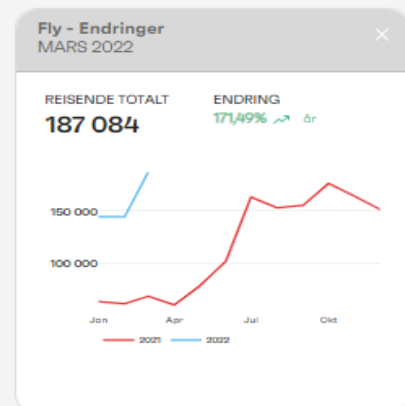 Fly - Endringer
MARS 2022
REISENDE TOTALT ENDRING
187 084 171,49% år
150 000
100 000
Jan Apr Jul Okt
2021 2022